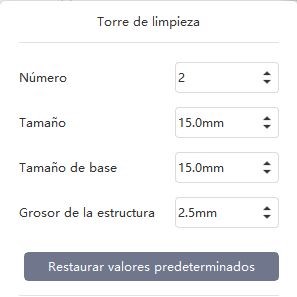 Torre de limpieza
Número 2
Tamaño 15.0mm
Tamaño de base 15.0mm
Grosor de la estructura 2.5mm
Restaurar valores predeterminados